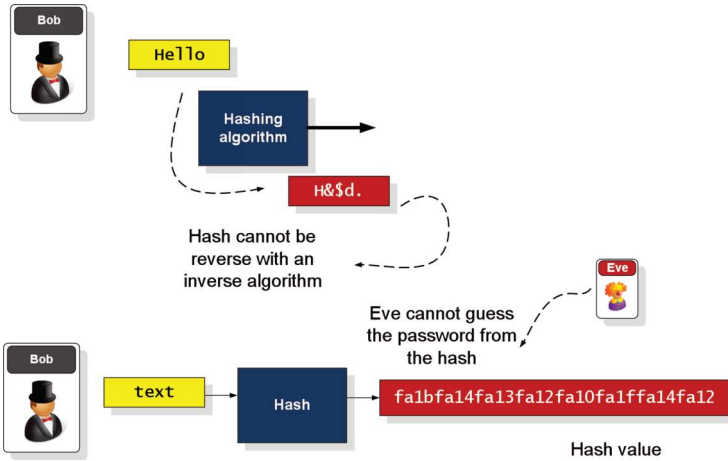 Bob
Hello
Hashing
algorithm
H&$d.
Hash cannot be
reverse with an
inverse algorithm
Eve
Eve cannot guess
the password from
the hash
Bob
text
Hash
fa1bfa14fa13fa12fa10fa1ffa14fa12
Hash value